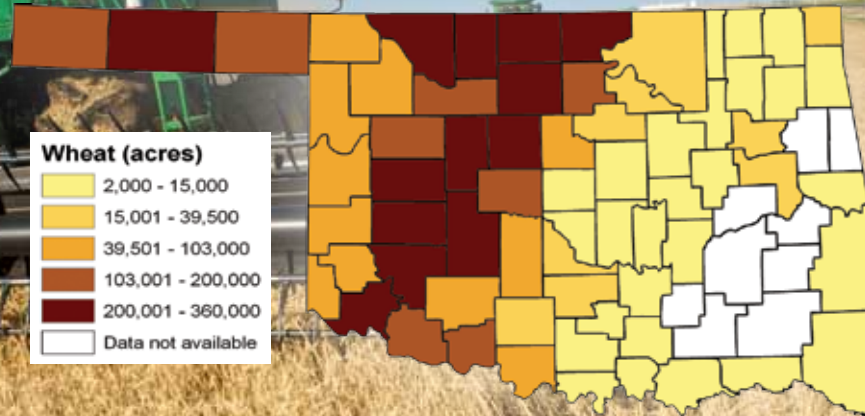 Wheat (acres)
2,000 - 15,000
15,001 - 39,500
39,501 - 103,000
103,001 - 200,000
200,001 - 360,000
Data not available